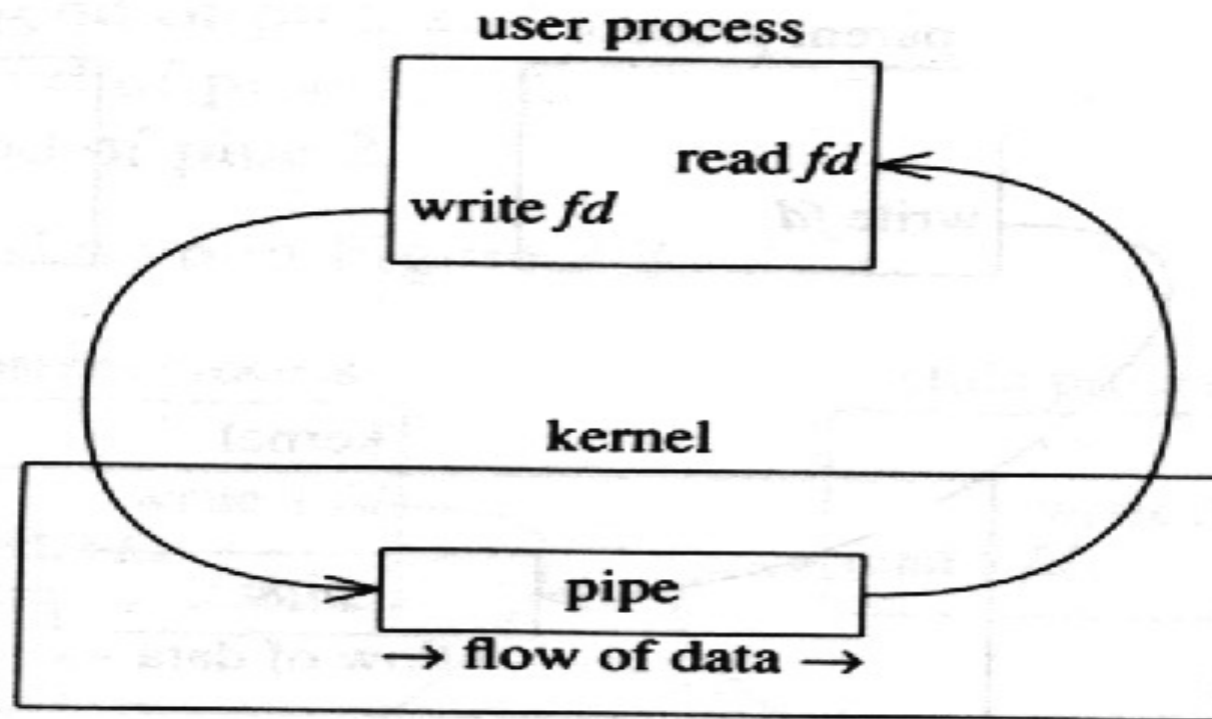 user process
read fd
write fd
kernel
pipe
→ flow of data →